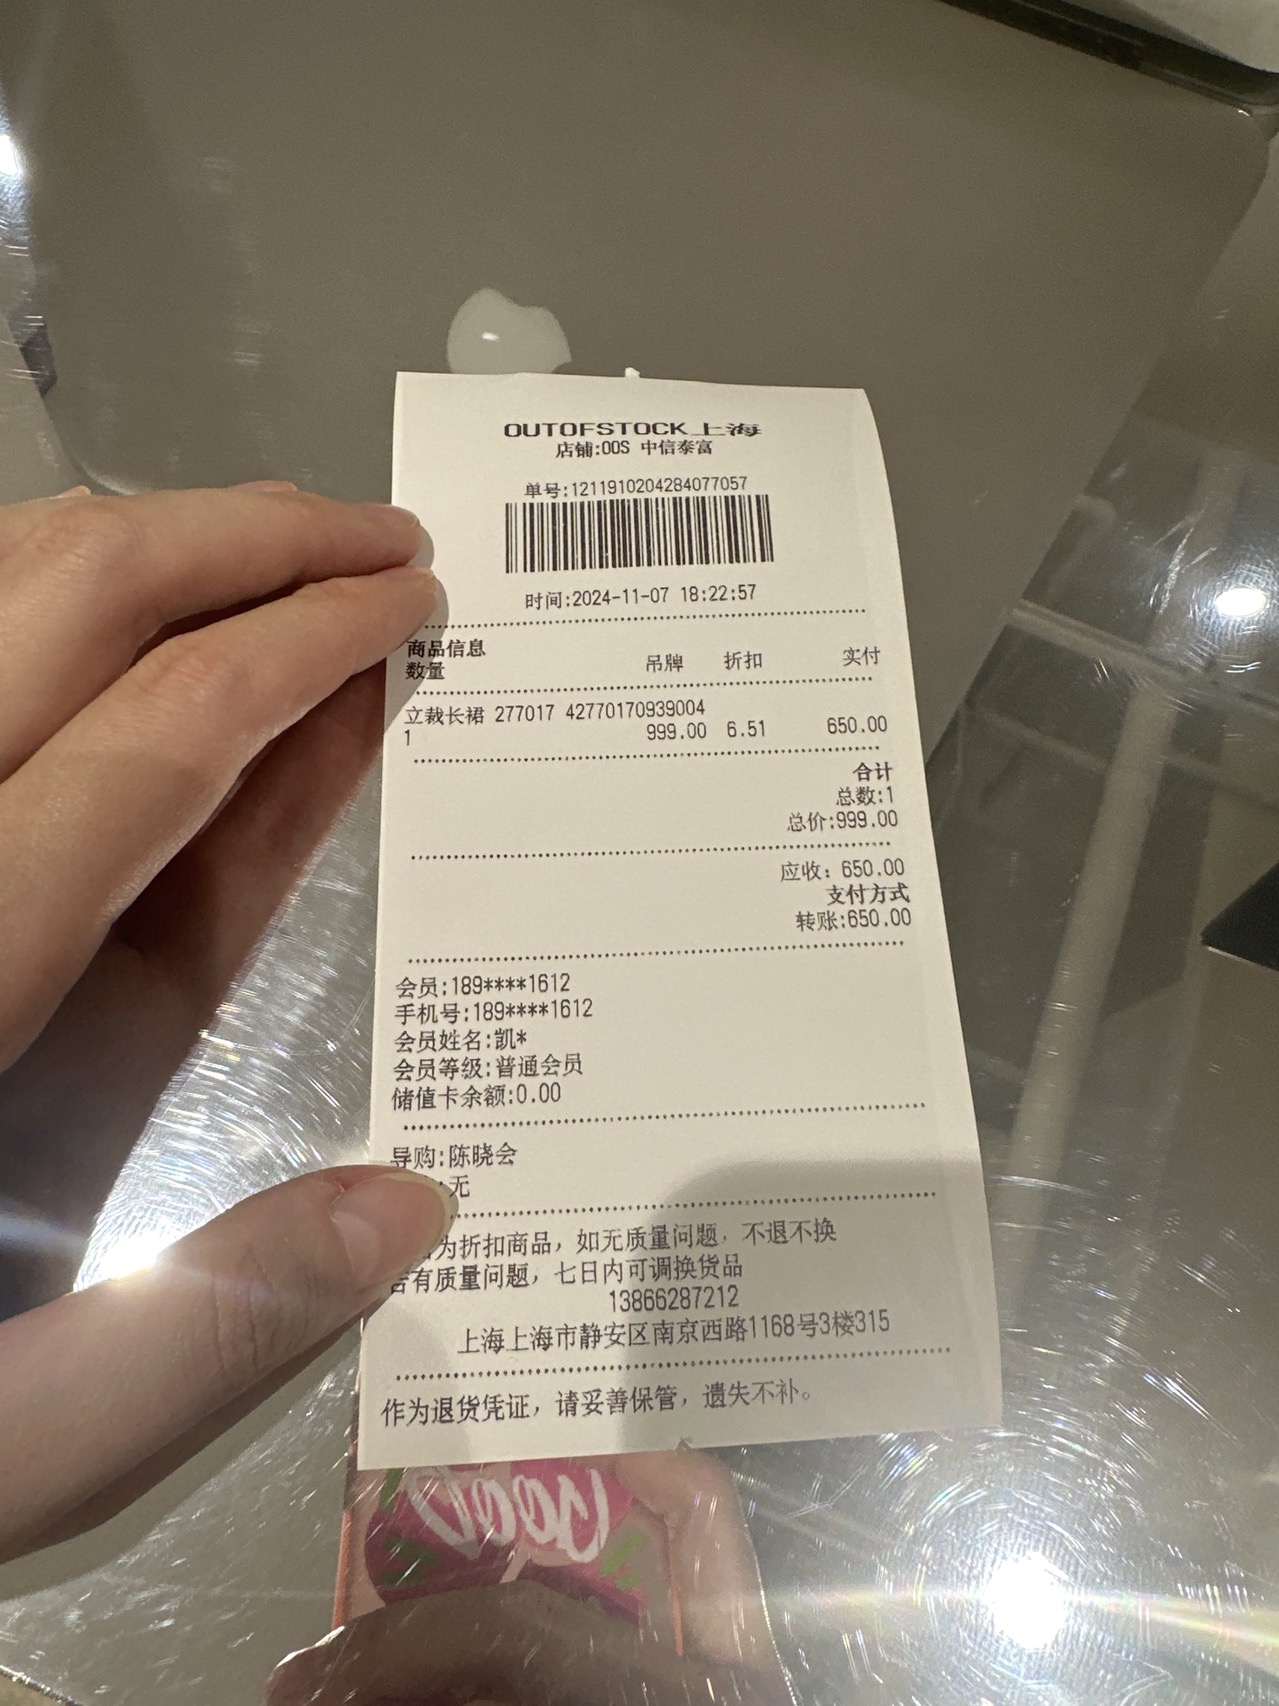 OUTOFSTOCK上海
店铺:OOS 中信泰富
单号:1211910204284077057
时间:2024-11-07 18:22:57
商品信息
数量 吊牌 折扣 实付
立裁长裙 277017 42770170939004
1 999.00 6.51 650.00
合计
总数:1
总价:999.00
应收: 650.00
支付方式
转账:650.00
会员:189****1612
手机号:189****1612
会员姓名:凯*
会员等级:普通会员
储值卡余额:0.00
导购:陈晓会
:无
为折扣商品，如无质量问题，不退不换
有质量问题，七日内可调换货品
13866287212
上海上海市静安区南京西路1168号3楼315
作为退货凭证，请妥善保管，遗失不补。